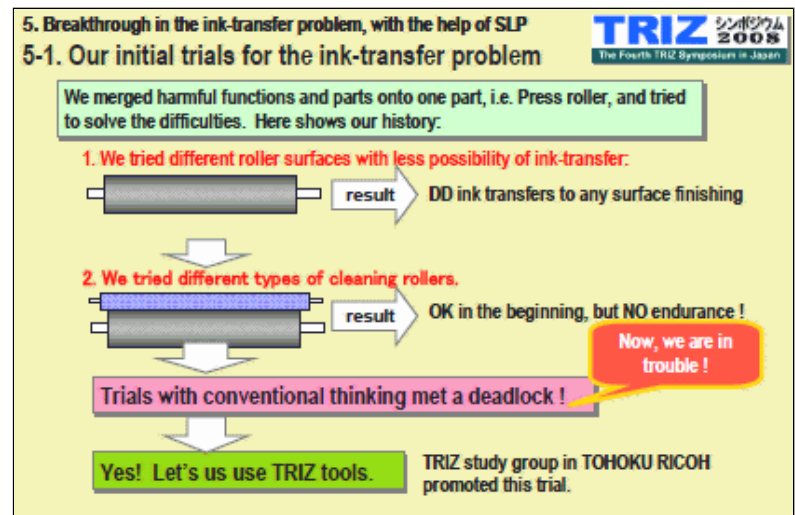 5. Breakthrough in the ink-transfer problem, with the help of SLP
5-1. Our initial trials for the ink-transfer problem
TRIZ シンポジウム
2008
The Fourth TRIZ Symposium in Japan
We merged harmful functions and parts onto one part, i.e. Press roller, and tried
to solve the difficulties.  Here shows our history:
1. We tried different roller surfaces with less possibility of ink-transfer:
result
DD ink transfers to any surface finishing
2. We tried different types of cleaning rollers.
result
OK in the beginning, but NO endurance !
Now, we are in
trouble !
Trials with conventional thinking met a deadlock !
Yes!  Let's us use TRIZ tools.
TRIZ study group in TOHOKU RICOH
promoted this trial.